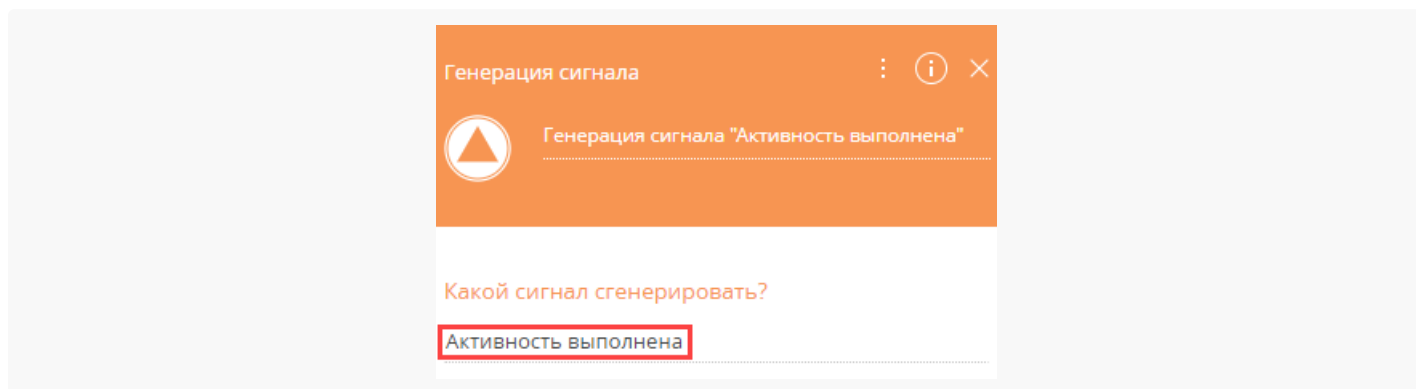 Генерация сигнала
Генерация сигнала "Активность выполнена"
Какой сигнал сгенерировать?
Активность выполнена